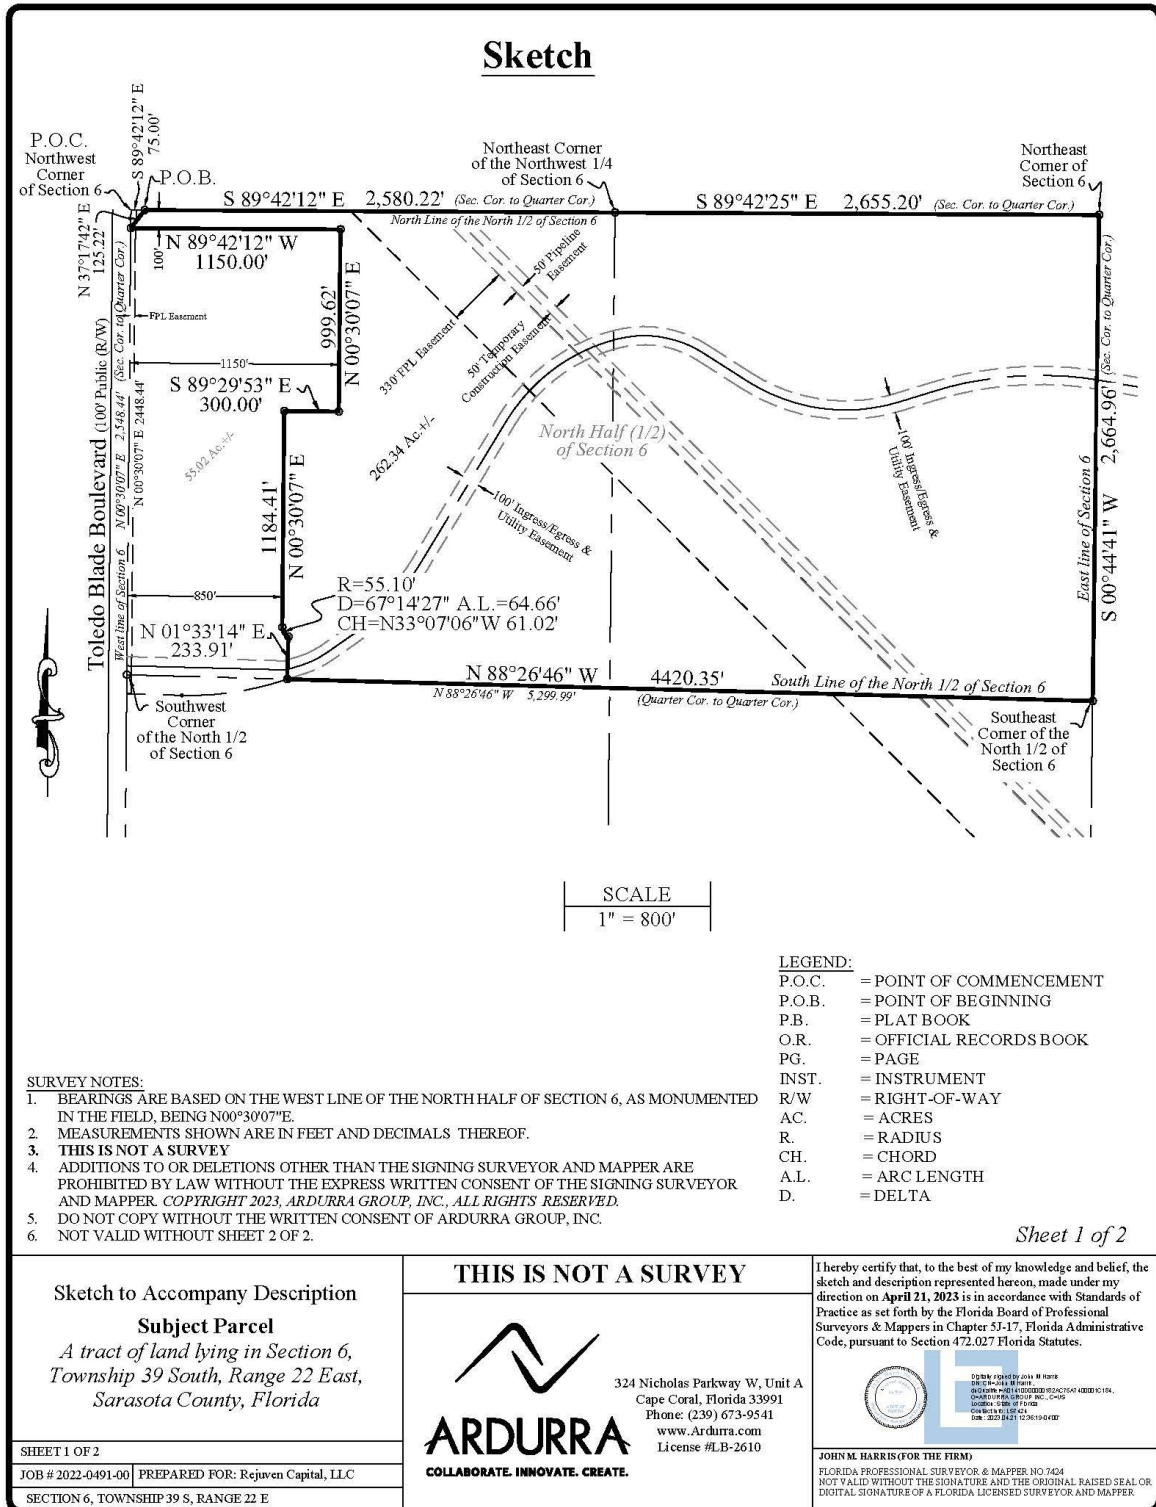 Sketch
P.O.C.
Northwest
Corner
of Section 6
S 89°42'12" E
75.00'
P.O.B.
S 89°42'12" E 2,580.22' (Sec. Cor. to Quarter Cor.)
North Line of the North 1/2 of Section 6
Northeast Corner
of the Northwest 1/4
of Section 6
S 89°42'25" E 2,655.20' (Sec. Cor. to Quarter Cor.)
Northeast
Corner of
Section 6
N 37°17'42" E
125.22'
N 89°42'12" W
1150.00'
100'
FPL Easement
999.62'
N 00°30'07" E
1150'
S 89°29'53" E
300.00'
55.02 Ac.+/-
1184.41'
N 00°30'07" E
850'
Toledo Blade Boulevard (100' Public (R/W)
West line of Section 6 N 00°30'07" E 2,548.44' (Sec. Cor. to Quarter Cor.)
N 00°30'07" E 2448.44'
330' FPL Easement
50' Pipeline
Easement
50' Temporary
Construction Easement
262.34 Ac.+/-
North Half (1/2)
of Section 6
100' Ingress/Egress &
Utility Easement
100' Ingress/Egress &
Utility Easement
East line of Section 6
S 00°44'41" W 2,664.96' (Sec. Cor. to Quarter Cor.)
R=55.10'
D=67°14'27" A.L.=64.66'
CH=N33°07'06"W 61.02'
N 01°33'14" E
233.91'
N 88°26'46" W 4420.35'
South Line of the North 1/2 of Section 6
N 88°26'46" W 5,299.99' (Quarter Cor. to Quarter Cor.)
Southwest
Corner
of the North 1/2
of Section 6
Southeast
Corner of the
North 1/2 of
Section 6
SCALE
1" = 800'
LEGEND:
P.O.C. = POINT OF COMMENCEMENT
P.O.B. = POINT OF BEGINNING
P.B. = PLAT BOOK
O.R. = OFFICIAL RECORDS BOOK
PG. = PAGE
INST. = INSTRUMENT
R/W = RIGHT-OF-WAY
AC. = ACRES
R. = RADIUS
CH. = CHORD
A.L. = ARC LENGTH
D. = DELTA
SURVEY NOTES:
1. BEARINGS ARE BASED ON THE WEST LINE OF THE NORTH HALF OF SECTION 6, AS MONUMENTED
IN THE FIELD, BEING N00°30'07"E.
2. MEASUREMENTS SHOWN ARE IN FEET AND DECIMALS THEREOF.
3. THIS IS NOT A SURVEY
4. ADDITIONS TO OR DELETIONS OTHER THAN THE SIGNING SURVEYOR AND MAPPER ARE
PROHIBITED BY LAW WITHOUT THE EXPRESS WRITTEN CONSENT OF THE SIGNING SURVEYOR
AND MAPPER. COPYRIGHT 2023, ARDURRA GROUP, INC., ALL RIGHTS RESERVED.
5. DO NOT COPY WITHOUT THE WRITTEN CONSENT OF ARDURRA GROUP, INC.
6. NOT VALID WITHOUT SHEET 2 OF 2.
Sheet 1 of 2
Sketch to Accompany Description
Subject Parcel
A tract of land lying in Section 6,
Township 39 South, Range 22 East,
Sarasota County, Florida
SHEET 1 OF 2
JOB # 2022-0491-00 PREPARED FOR: Rejuven Capital, LLC
SECTION 6, TOWNSHIP 39 S, RANGE 22 E
THIS IS NOT A SURVEY
ARDURRA
COLLABORATE. INNOVATE. CREATE.
324 Nicholas Parkway W, Unit A
Cape Coral, Florida 33991
Phone: (239) 673-9541
www.Ardurra.com
License #LB-2610
I hereby certify that, to the best of my knowledge and belief, the
sketch and description represented hereon, made under my
direction on April 21, 2023 is in accordance with Standards of
Practice as set forth by the Florida Board of Professional
Surveyors & Mappers in Chapter 5J-17, Florida Administrative
Code, pursuant to Section 472.027 Florida Statutes.
Digitally signed by John M Harris
JOHN M. HARRIS (FOR THE FIRM)
FLORIDA PROFESSIONAL SURVEYOR & MAPPER NO.7424
NOT VALID WITHOUT THE SIGNATURE AND THE ORIGINAL RAISED SEAL OR
DIGITAL SIGNATURE OF A FLORIDA LICENSED SURVEYOR AND MAPPER